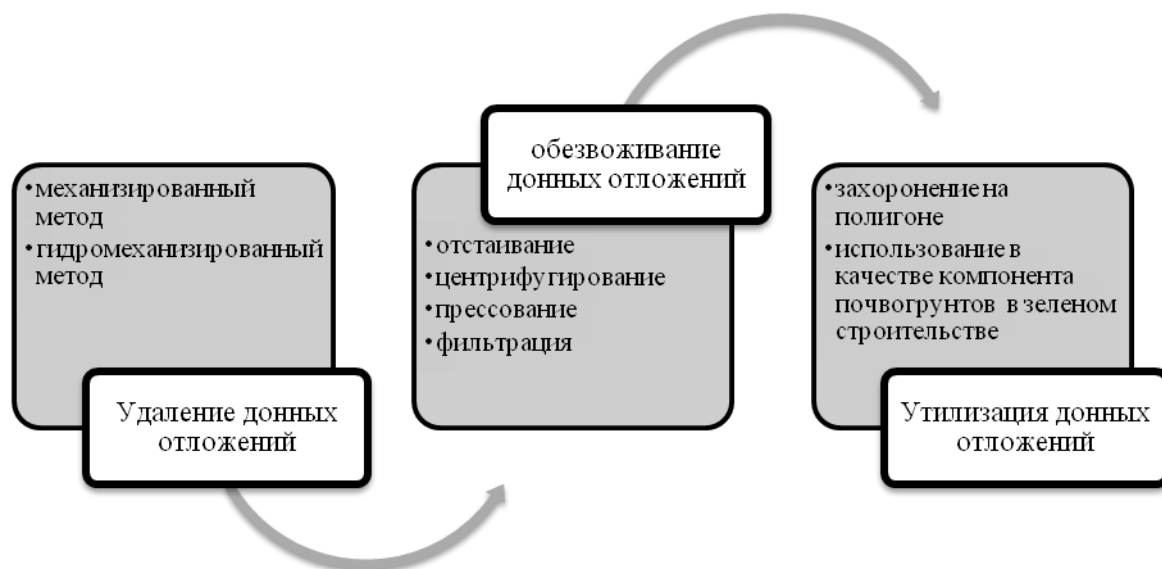 • механизированный
метод
• гидромеханизированный
метод
Удаление донных
отложений
обезвоживание
донных отложений
• отстаивание
• центрифугирование
• прессование
• фильтрация
• захоронение на
полигоне
• использование в
качестве компонента
почвогрунтов в зеленом
строительстве
Утилизация донных
отложений